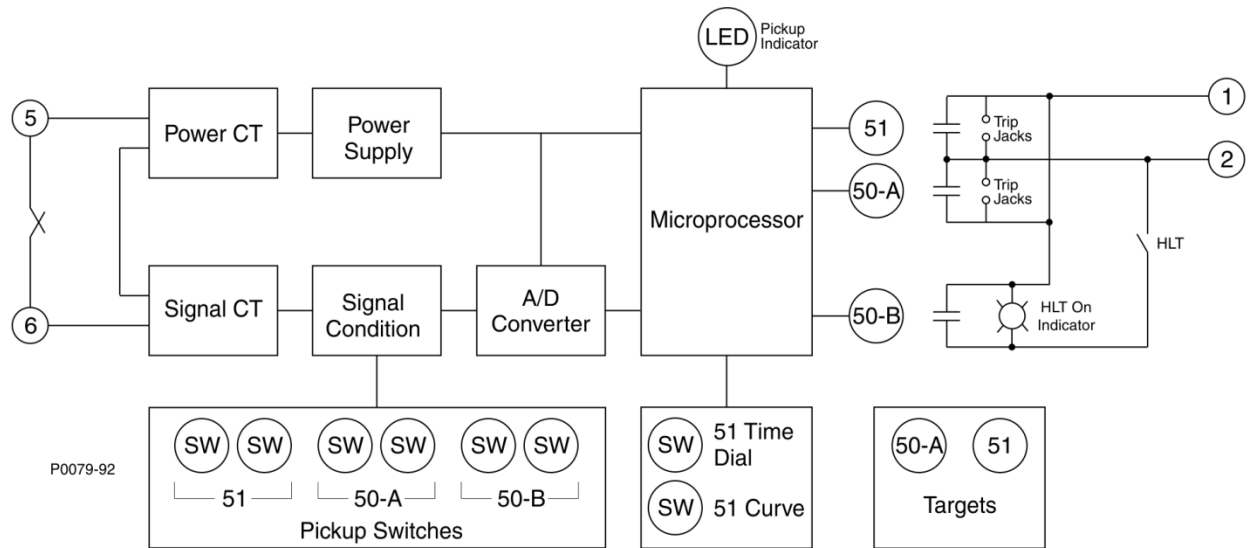 LED
Pickup
Indicator
5
Power CT
Power
Supply
Microprocessor
51
50-A
Trip
Jacks
1
2
Trip
Jacks
HLT
6
Signal CT
Signal
Condition
A/D
Converter
50-B
HLT On
Indicator
SW SW SW SW SW SW
51 50-A 50-B
Pickup Switches
SW 51 Time
Dial
SW 51 Curve
50-A 51
Targets
P0079-92